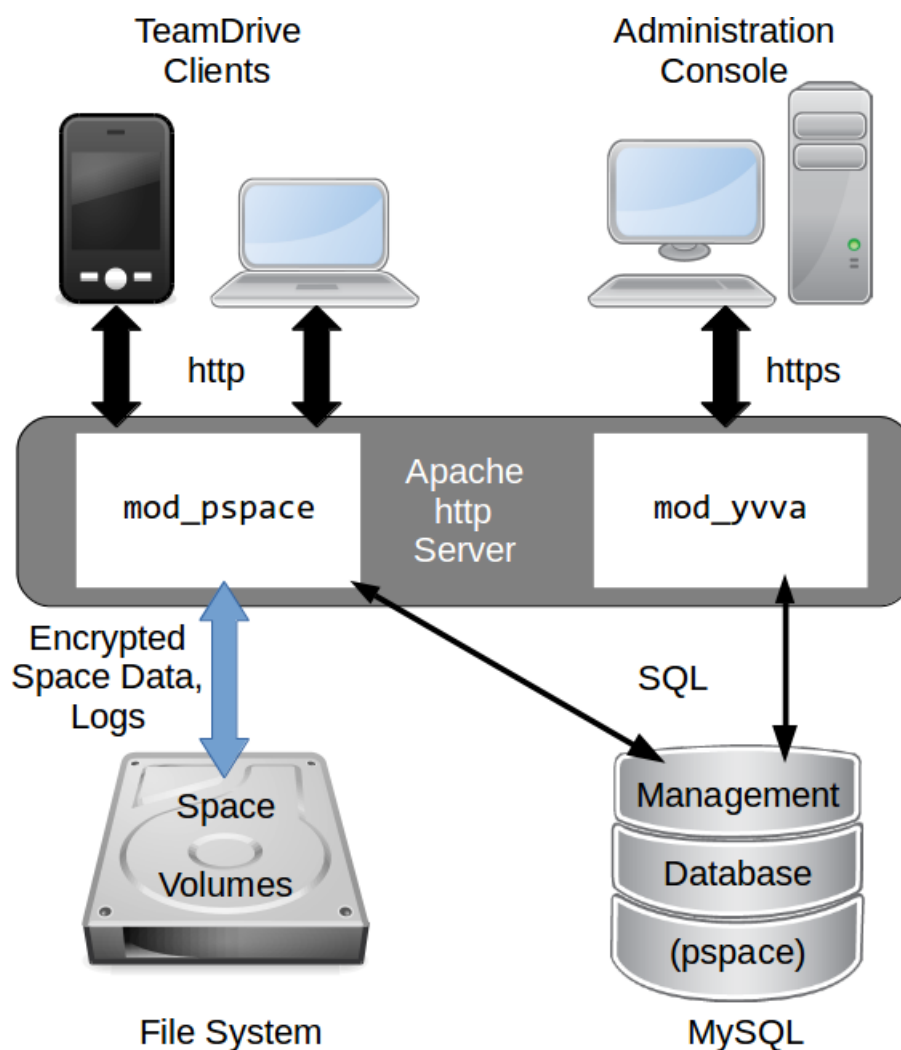 TeamDrive
Clients
Administration
Console
http
https
mod_pspace
Apache
http
Server
mod_yvva
Encrypted
Space Data,
Logs
SQL
Space
Volumes
Management
Database
(pspace)
File System
MySQL